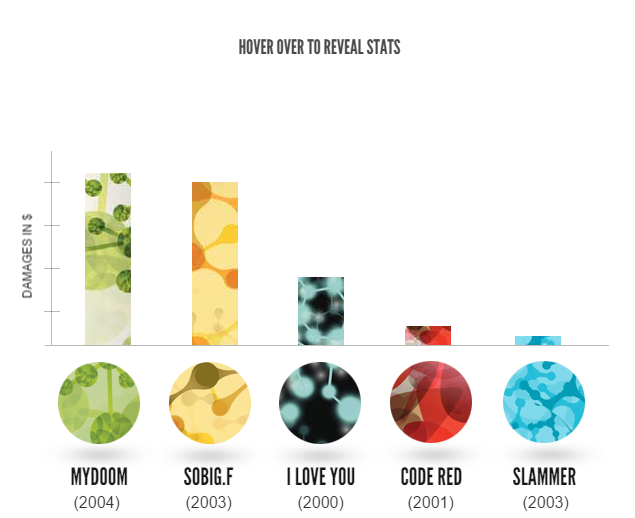 HOVER OVER TO REVEAL STATS
DAMAGES IN $
MYDOOM
(2004)
SOBIG.F
(2003)
I LOVE YOU
(2000)
CODE RED
(2001)
SLAMMER
(2003)